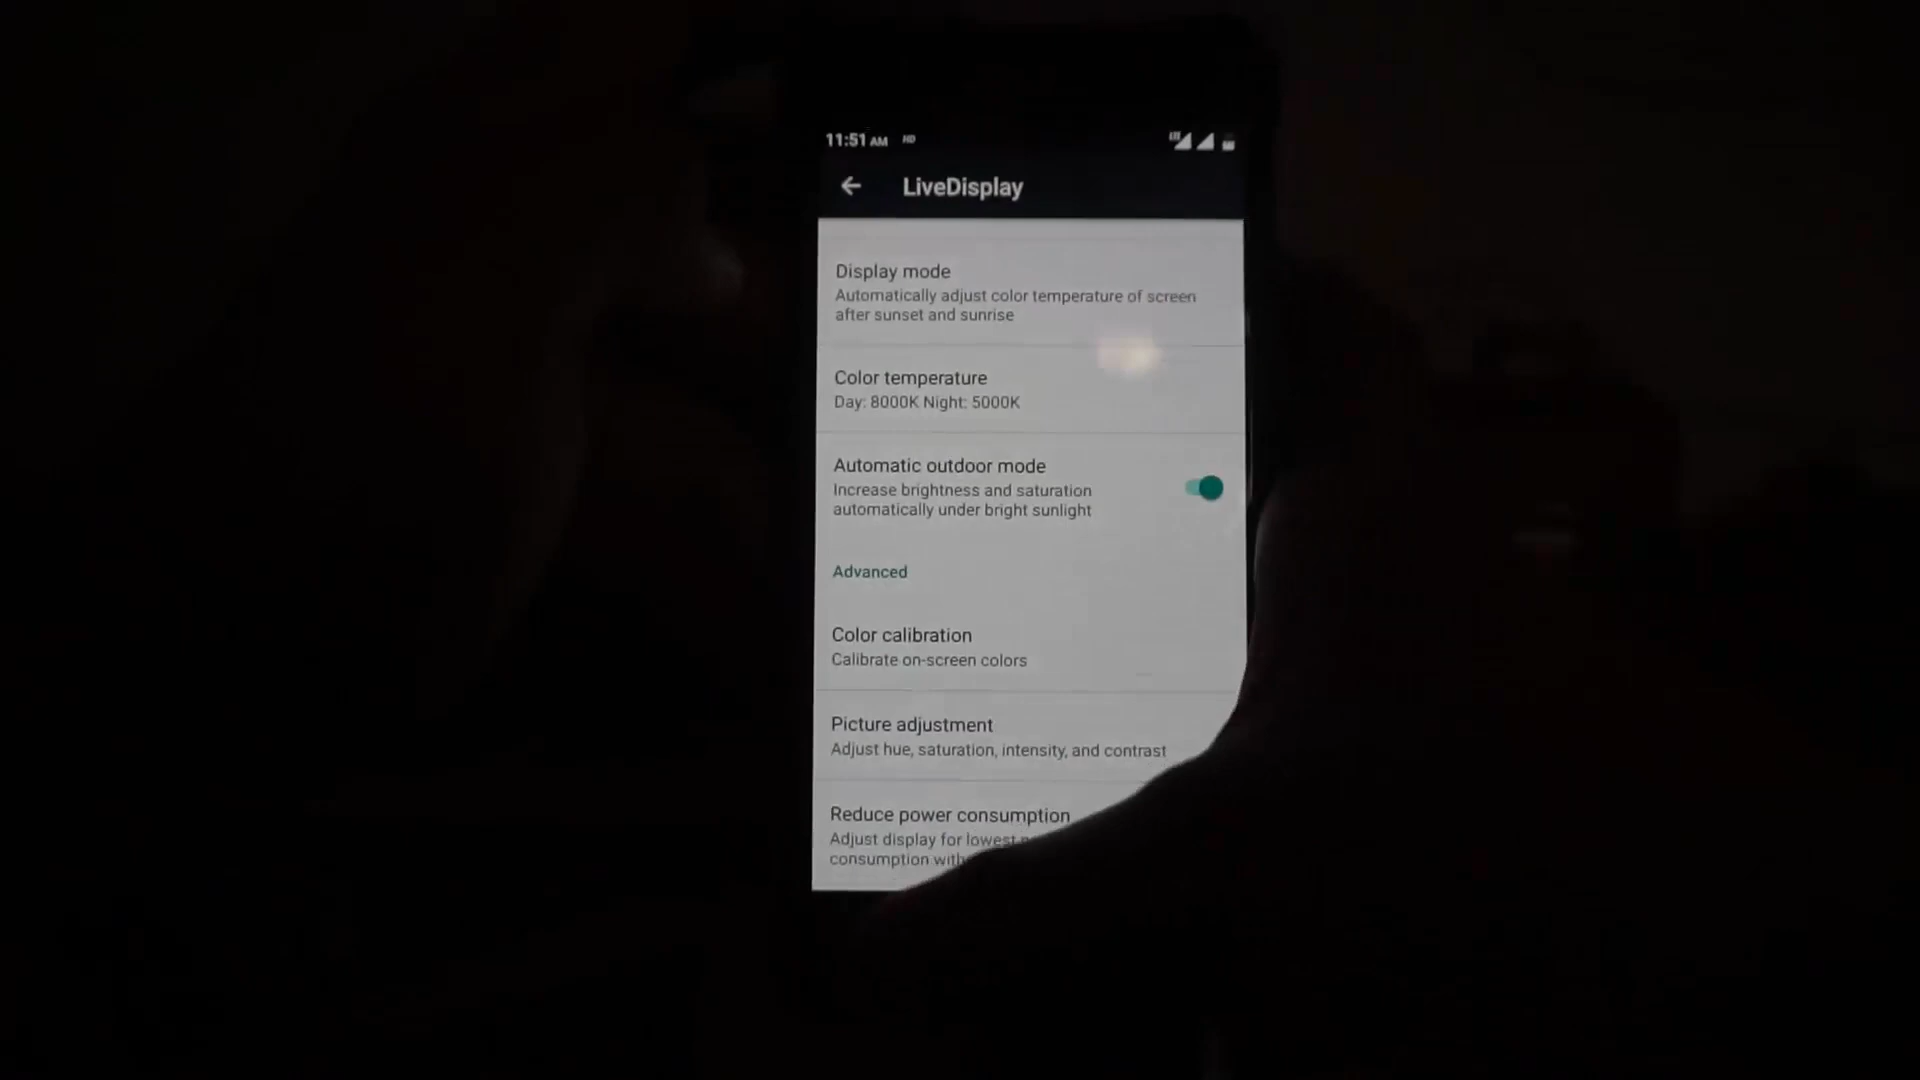 11:51 AM HD
LiveDisplay
Display mode
Automatically adjust color temperature of screen
after sunset and sunrise
Color temperature
Day: 8000K Night: 5000K
Automatic outdoor mode
Increase brightness and saturation
automatically under bright sunlight
Advanced
Color calibration
Calibrate on-screen colors
Picture adjustment
Adjust hue, saturation, intensity, and contrast
Reduce power consumption
Adjust display for lowest
consumption with